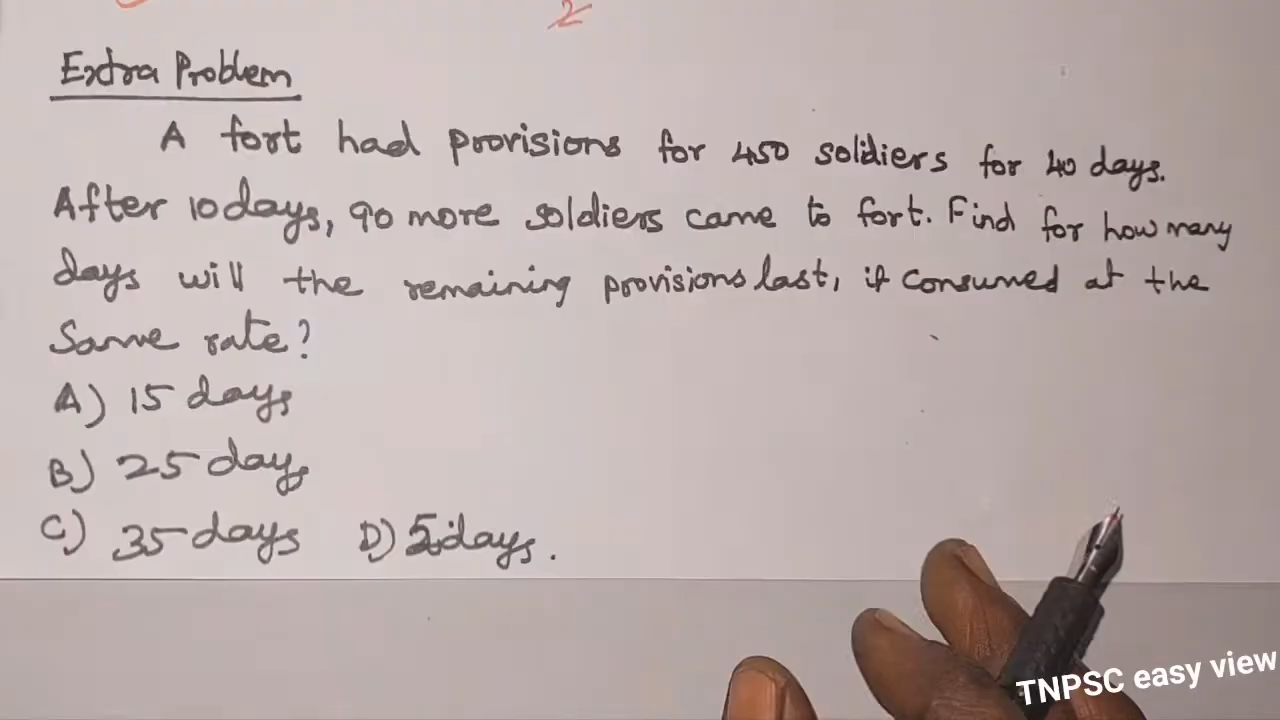 2
Extra Problem
A fort had provisions for 450 soldiers for 40 days.
After 10 days, 90 more soldiers came to fort. Find for how many
days will the remaining provisions last, if consumed at the
Same rate?
A) 15 days
B) 25 days
C) 35 days D) days.
TNPSC easy view